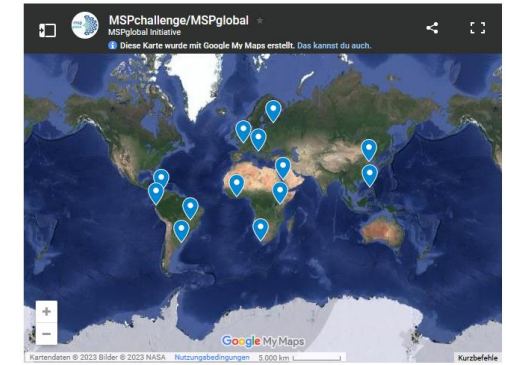 MSPchallenge/MSPglobal
MSPglobal Initiative
Diese Karte wurde mit Google My Maps erstellt. Das kannst du auch.
+
−
Google My Maps
Kartendaten © 2023 Bilder © 2023 NASA Nutzungsbedingungen 5.000 km Kurzbefehle